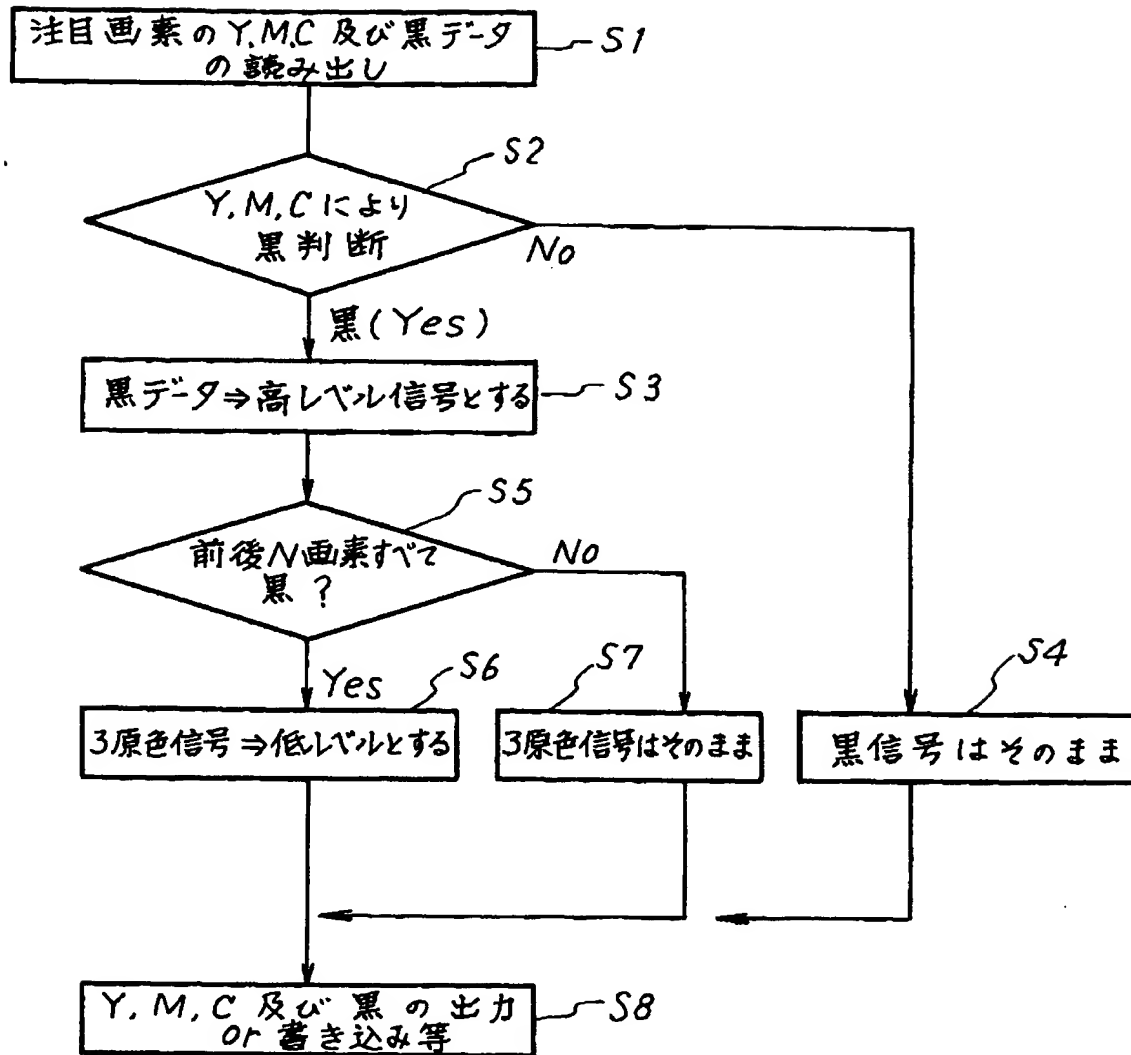 注目画素のY,M,C 及び黒データ
の読み出し
S1
S2
Y,M,Cにより
黒判断
No
黒(Yes)
黒データ⇒高レベル信号とする
S3
S5
前後N画素すべて
黒?
No
Yes
S6
S7
S4
3原色信号⇒低レベルとする
3原色信号はそのまま
黒信号はそのまま
Y,M,C 及び 黒の出力
or 書き込み等
S8